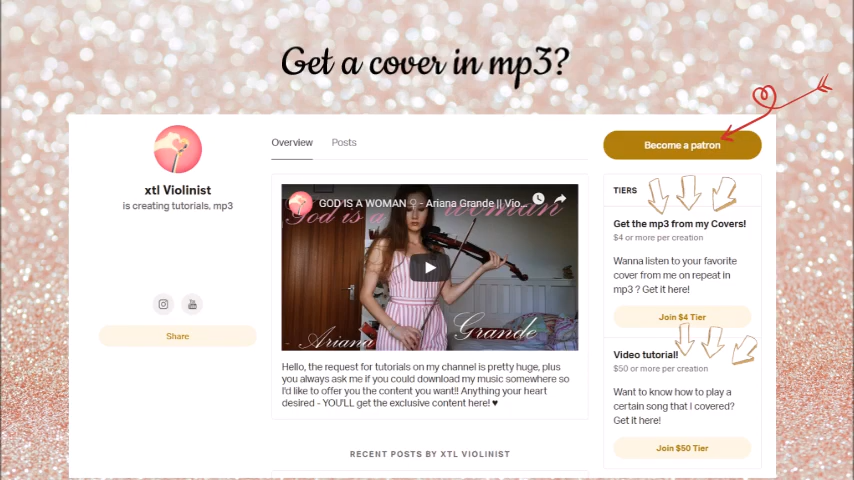 Get a cover in mp3?
xtl Violinist
is creating tutorials, mp3
Share
Overview
Posts
GOD IS A WOMAN ♀ - Ariana Grande || Vio...
God is a woman
- Ariana Grande
Hello, the request for tutorials on my channel is pretty huge, plus
you always ask me if you could download my music somewhere so
I'd like to offer you the content you want!! Anything your heart
desired - YOU'LL get the exclusive content here! ♥
RECENT POSTS BY XTL VIOLINIST
Become a patron
TIERS
Get the mp3 from my Covers!
$4 or more per creation
Wanna listen to your favorite
cover from me on repeat in
mp3 ? Get it here!
Join $4 Tier
Video tutorial!
$50 or more per creation
Want to know how to play a
certain song that I covered?
Get it here!
Join $50 Tier